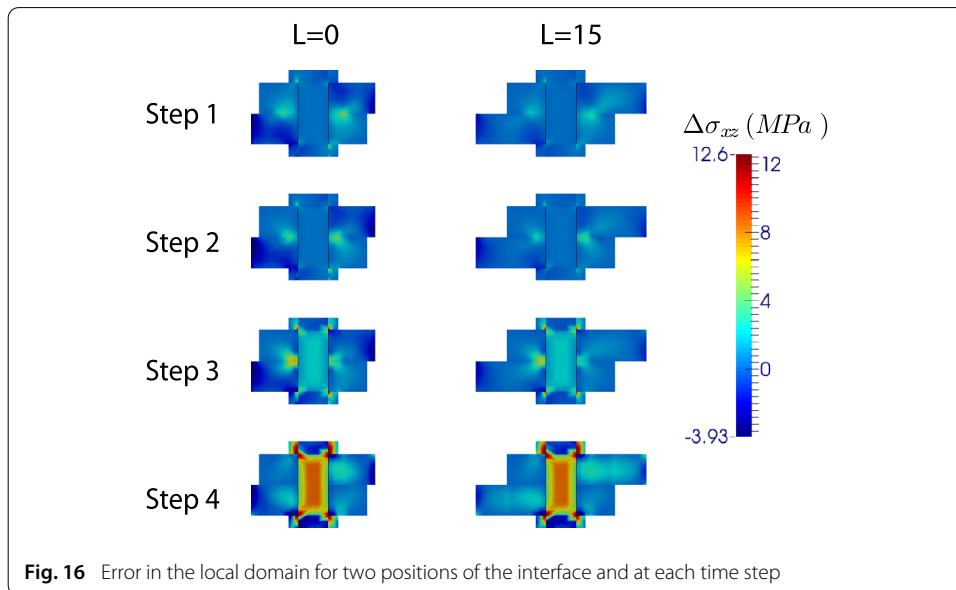 L=0 L=15
Step 1
Δσxz (MPa )
12.6 12
Step 2
8
4
Step 3
0
-3.93
Step 4
Fig. 16 Error in the local domain for two positions of the interface and at each time step